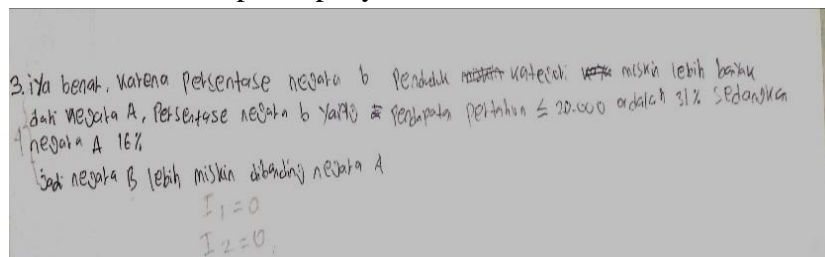 3. iya benar, karena Persentase negara b Penduduk kategori miskin lebih banyak
dari negara A, Persentase negara b yaitu Pendapatan pertahun ≤ 20.000 adalah 31% sedangkan
negara A 16%
Jadi negara B lebih miskin dibanding negara A
I1 = 0
I2 = 0